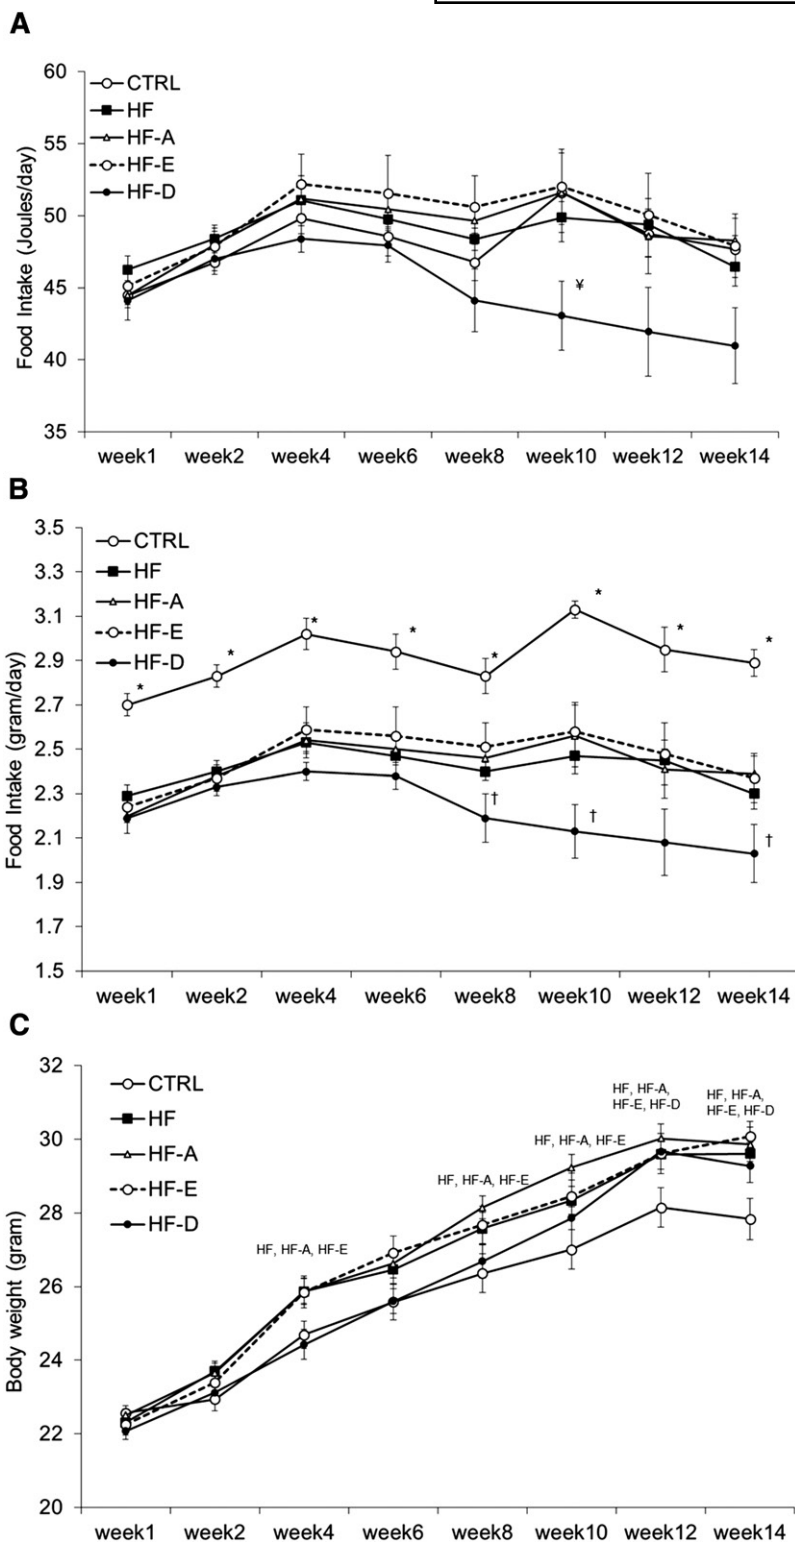 A
60
55
50
45
40
35
Food Intake (Joules/day)
CTRL
HF
HF-A
HF-E
HF-D
¥
week1 week2 week4 week6 week8 week10 week12 week14
B
3.5
3.3
3.1
2.9
2.7
2.5
2.3
2.1
1.9
1.7
1.5
Food Intake (gram/day)
CTRL
HF
HF-A
HF-E
HF-D
* * * * * * * *
† † †
week1 week2 week4 week6 week8 week10 week12 week14
C
32
30
28
26
24
22
20
Body weight (gram)
CTRL
HF
HF-A
HF-E
HF-D
HF, HF-A, HF-E
HF, HF-A, HF-E
HF, HF-A, HF-E
HF, HF-A,
HF-E, HF-D
HF, HF-A,
HF-E, HF-D
week1 week2 week4 week6 week8 week10 week12 week14